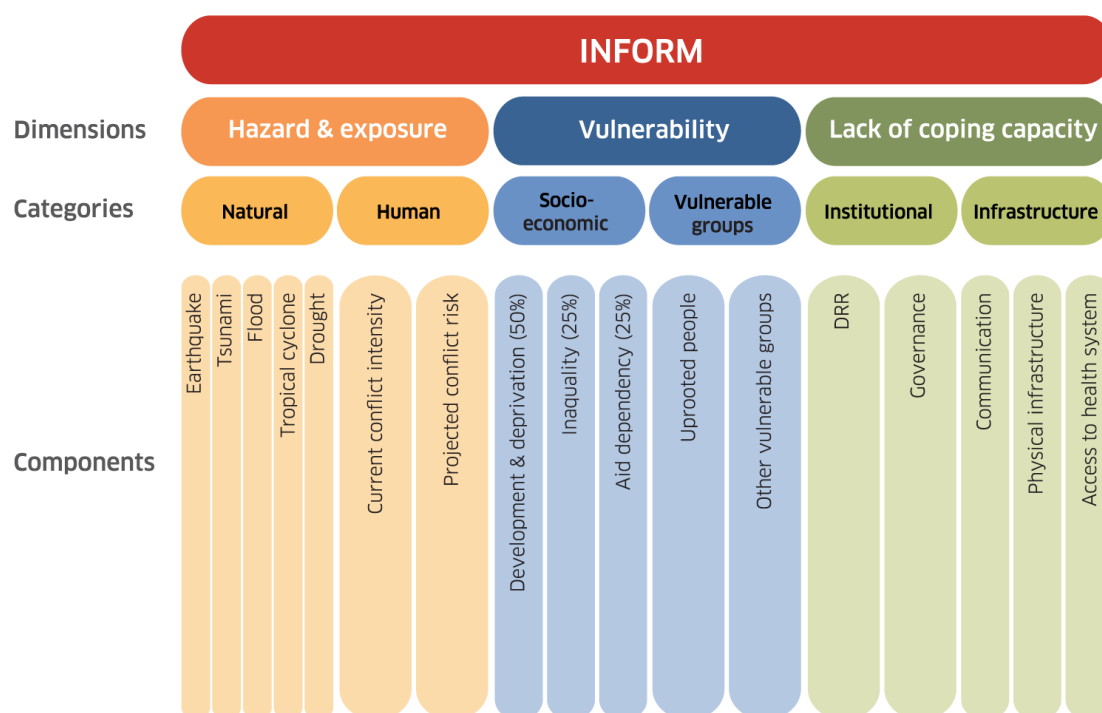 INFORM
Dimensions
Hazard & exposure
Vulnerability
Lack of coping capacity
Categories
Natural
Human
Socio-
economic
Vulnerable
groups
Institutional
Infrastructure
Components
Earthquake
Tsunami
Flood
Tropical cyclone
Drought
Current conflict intensity
Projected conflict risk
Development & deprivation (50%)
Inaquality (25%)
Aid dependency (25%)
Uprooted people
Other vulnerable groups
DRR
Governance
Communication
Physical infrastructure
Access to health system